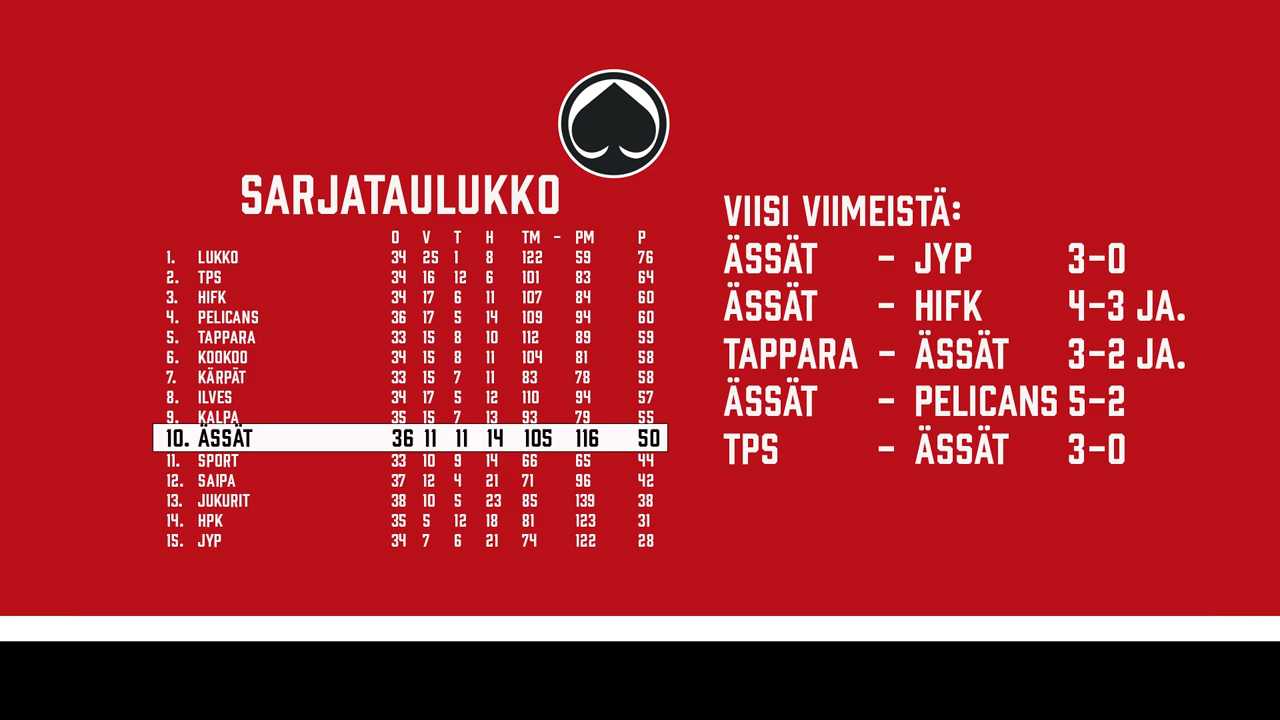 SARJATAULUKKO
O V T H TM - PM P
1. LUKKO 34 25 1 8 122 59 76
2. TPS 34 16 12 6 101 83 64
3. HIFK 34 17 6 11 107 84 60
4. PELICANS 36 17 5 14 109 94 60
5. TAPPARA 33 15 8 10 112 89 59
6. KOOKOO 34 15 8 11 104 81 58
7. KÄRPÄT 33 15 7 11 83 78 58
8. ILVES 34 17 5 12 110 94 57
9. KALPA 35 15 7 13 93 79 55
10. ÄSSÄT 36 11 11 14 105 116 50
11. SPORT 33 10 9 14 66 65 44
12. SAIPA 37 12 4 21 71 96 42
13. JUKURIT 38 10 5 23 85 139 38
14. HPK 35 5 12 18 81 123 31
15. JYP 34 7 6 21 74 122 28
VIISI VIIMEISTÄ:
ÄSSÄT - JYP 3-0
ÄSSÄT - HIFK 4-3 JA.
TAPPARA - ÄSSÄT 3-2 JA.
ÄSSÄT - PELICANS 5-2
TPS - ÄSSÄT 3-0